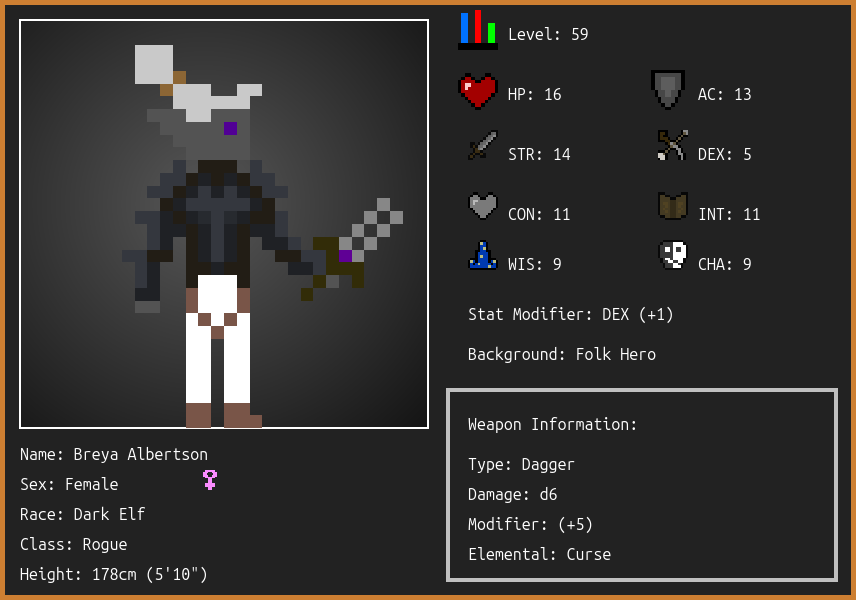 Level: 59
HP: 16
AC: 13
STR: 14
DEX: 5
CON: 11
INT: 11
WIS: 9
CHA: 9
Stat Modifier: DEX (+1)
Background: Folk Hero
Weapon Information:
Type: Dagger
Damage: d6
Modifier: (+5)
Elemental: Curse
Name: Breya Albertson
Sex: Female
Race: Dark Elf
Class: Rogue
Height: 178cm (5'10")